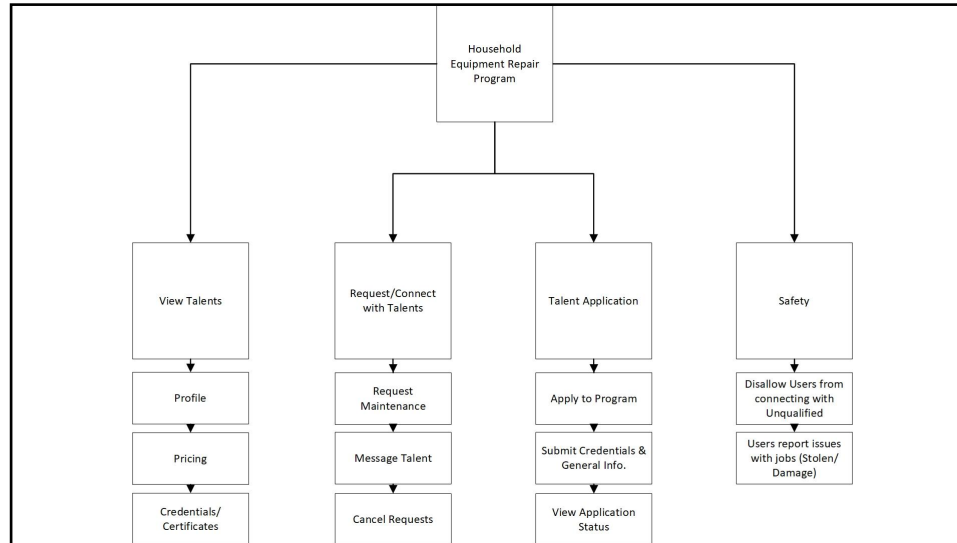 Household
Equipment Repair
Program
View Talents
Request/Connect
with Talents
Talent Application
Safety
Profile
Request
Maintenance
Apply to Program
Disallow Users from
connecting with
Unqualified
Pricing
Message Talent
Submit Credentials &
General Info.
Users report issues
with jobs (Stolen/
Damage)
Credentials/
Certificates
Cancel Requests
View Application
Status